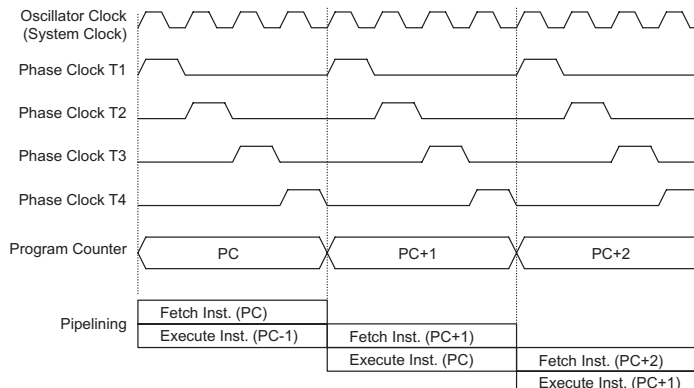 Oscillator Clock
(System Clock)
Phase Clock T1
Phase Clock T2
Phase Clock T3
Phase Clock T4
Program Counter
PC
PC+1
PC+2
Pipelining
Fetch Inst. (PC)
Execute Inst. (PC-1)
Fetch Inst. (PC+1)
Execute Inst. (PC)
Fetch Inst. (PC+2)
Execute Inst. (PC+1)